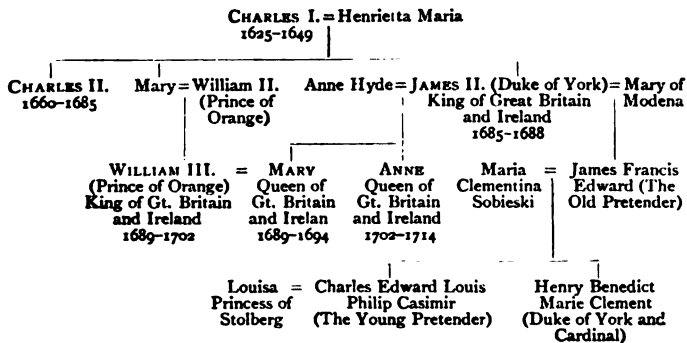 CHARLES I. = Henrietta Maria
1625-1649
CHARLES II.
1660-1685
Mary = William II.
(Prince of
Orange)
Anne Hyde = JAMES II. (Duke of York) = Mary of
Modena
King of Great Britain
and Ireland
1685-1688
WILLIAM III. = MARY
(Prince of Orange)
King of Gt. Britain
and Ireland
1689-1702
Queen of
Gt. Britain
and Irelan
1689-1694
ANNE
Queen of
Gt. Britain
and Ireland
1702-1714
Maria = James Francis
Clementina
Sobieski
Edward (The
Old Pretender)
Louisa = Charles Edward Louis
Princess of
Stolberg
Philip Casimir
(The Young Pretender)
Henry Benedict
Marie Clement
(Duke of York and
Cardinal)